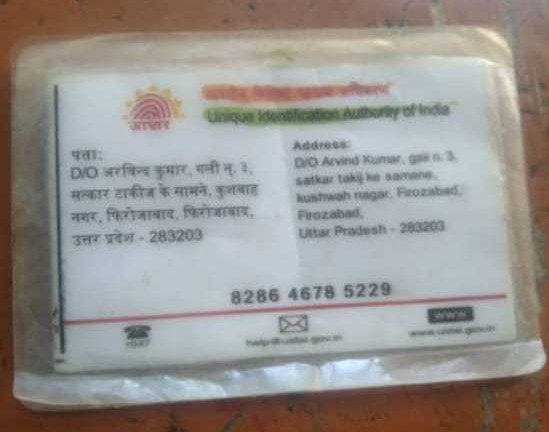 आधार
Unique Identification Authority of India
पता:
D/O अरविन्द कुमार, गली न. ३,
सत्कार टाकीज के सामने, कुशवाह
नगर, फिरोजाबाद, फिरोजाबाद,
उत्तर प्रदेश - 283203
Address:
D/O Arvind Kumar, gali n. 3,
satkar takij ke samane,
kushwah nagar, Firozabad,
Firozabad,
Uttar Pradesh - 283203
8286 4678 5229
1947
help@uidai.gov.in
www
www.uidai.gov.in